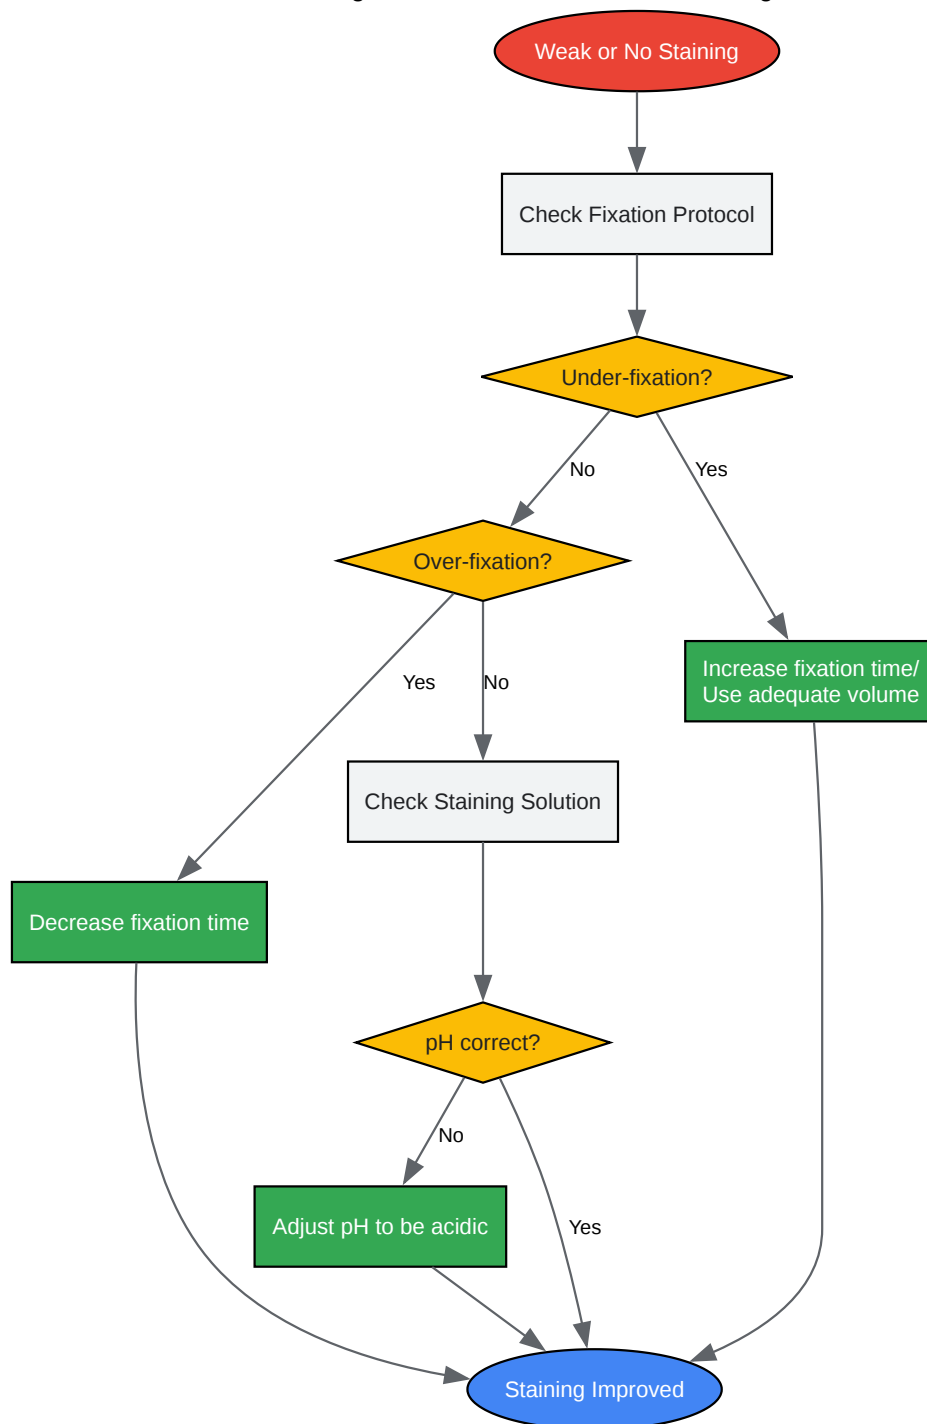 Weak or No Staining
Check Fixation Protocol
Under-fixation?
No
Yes
Over-fixation?
Increase fixation time/
Use adequate volume
Yes
No
Check Staining Solution
Decrease fixation time
pH correct?
No
Adjust pH to be acidic
Yes
Staining Improved